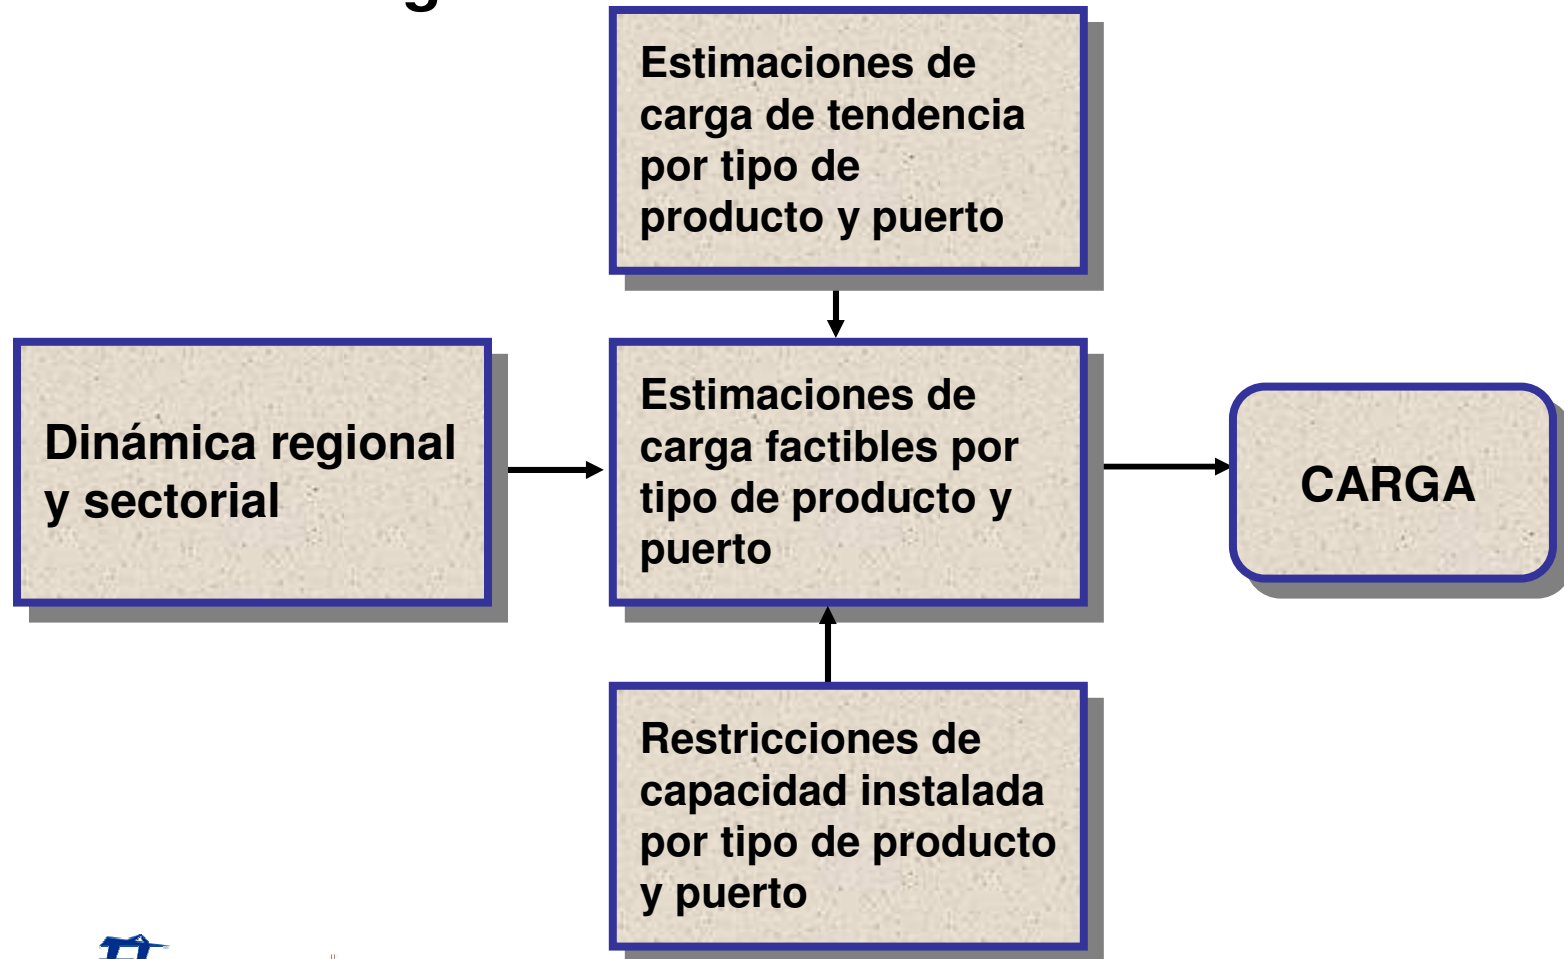 Estimaciones de
carga de tendencia
por tipo de
producto y puerto
Dinámica regional
y sectorial
Estimaciones de
carga factibles por
tipo de producto y
puerto
CARGA
Restricciones de
capacidad instalada
por tipo de producto
y puerto